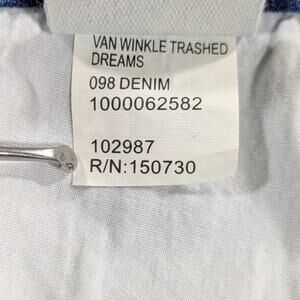 VAN WINKLE TRASHED
DREAMS
098 DENIM
1000062582
102987
R/N:150730